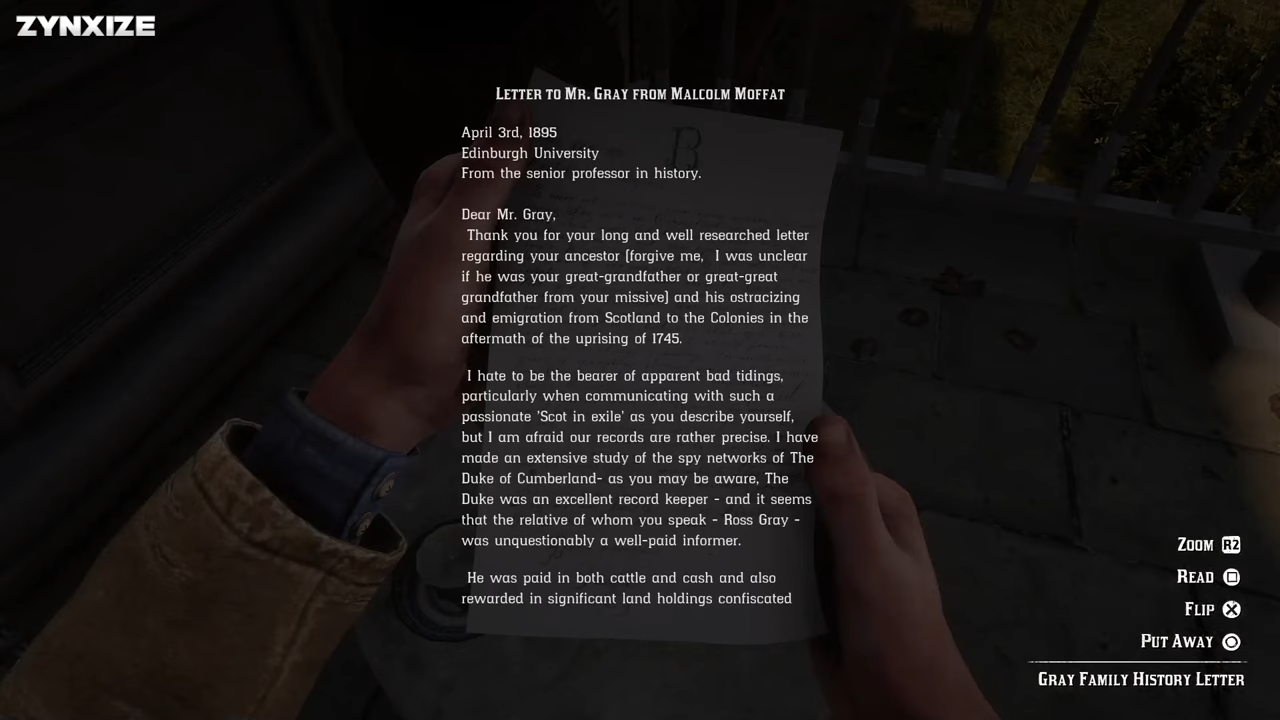 ZYNXIZE
Letter to Mr. Gray from Malcolm Moffat
April 3rd, 1895
Edinburgh University
From the senior professor in history.
Dear Mr. Gray,
Thank you for your long and well researched letter
regarding your ancestor (forgive me, I was unclear
if he was your great-grandfather or great-great
grandfather from your missive) and his ostracizing
and emigration from Scotland to the Colonies in the
aftermath of the uprising of 1745.
I hate to be the bearer of apparent bad tidings,
particularly when communicating with such a
passionate 'Scot in exile' as you describe yourself,
but I am afraid our records are rather precise. I have
made an extensive study of the spy networks of The
Duke of Cumberland- as you may be aware, The
Duke was an excellent record keeper - and it seems
that the relative of whom you speak - Ross Gray -
was unquestionably a well-paid informer.
He was paid in both cattle and cash and also
rewarded in significant land holdings confiscated
Zoom R2
Read
Flip
Put Away
Gray Family History Letter